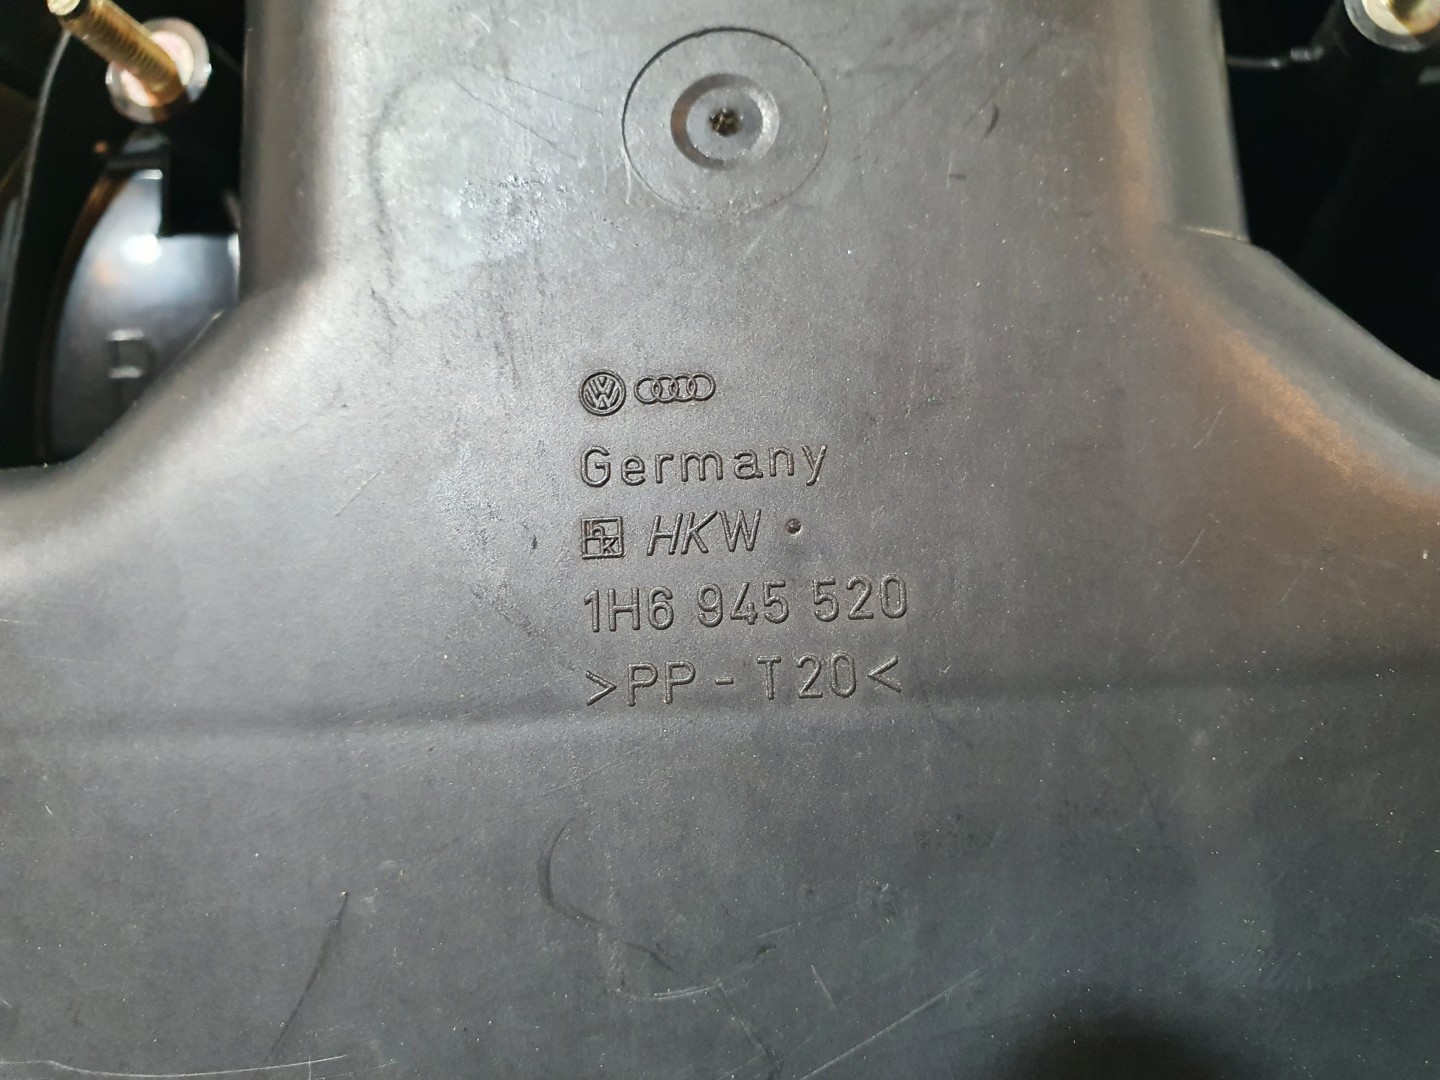 Germany
HKW
1H6 945 520
>PP-T20<